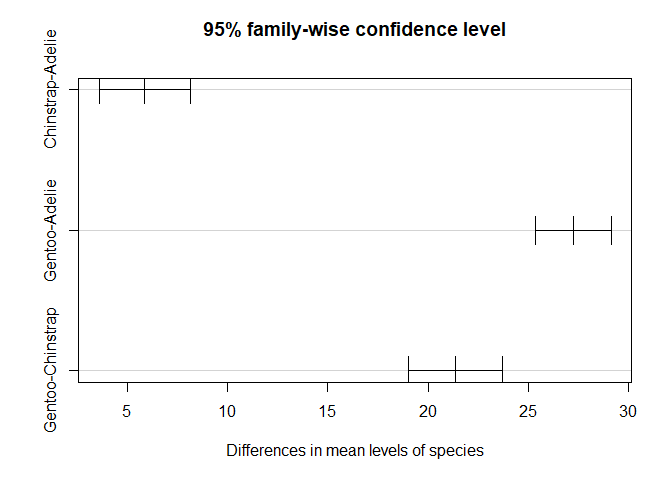 95% family-wise confidence level
Chinstrap-Adelie
Gentoo-Adelie
Gentoo-Chinstrap
5 10 15 20 25 30
Differences in mean levels of species